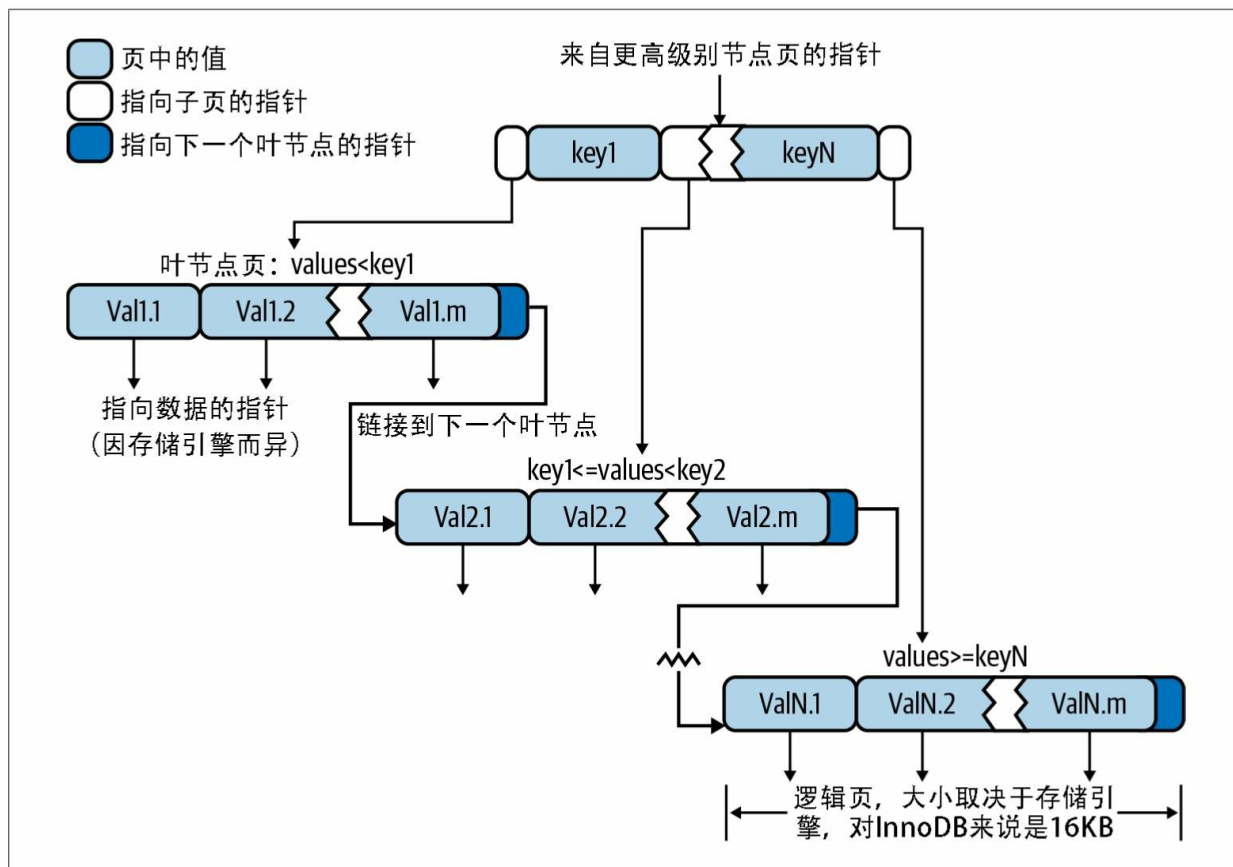 页中的值
指向子页的指针
指向下一个叶节点的指针
来自更高级别节点页的指针
key1
keyN
叶节点页：values<key1
Val1.1
Val1.2
Val1.m
指向数据的指针
（因存储引擎而异）
链接到下一个叶节点
key1<=values<key2
Val2.1
Val2.2
Val2.m
values>=keyN
ValN.1
ValN.2
ValN.m
逻辑页，大小取决于存储引
擎，对InnoDB来说是16KB